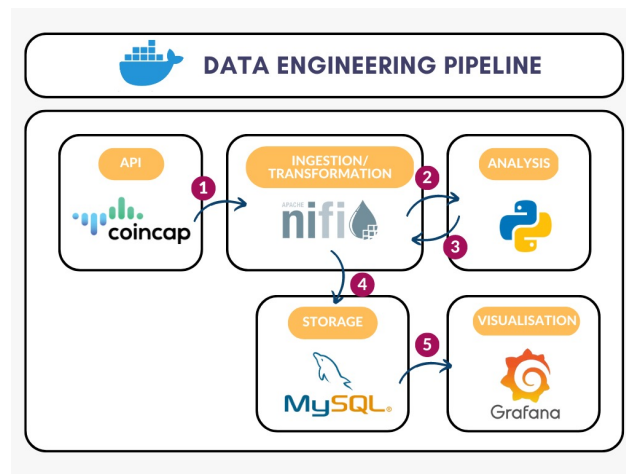 DATA ENGINEERING PIPELINE
API
coincap
1
INGESTION/
TRANSFORMATION
APACHE
nifi
2
3
ANALYSIS
4
STORAGE
MySQL®
5
VISUALISATION
Grafana